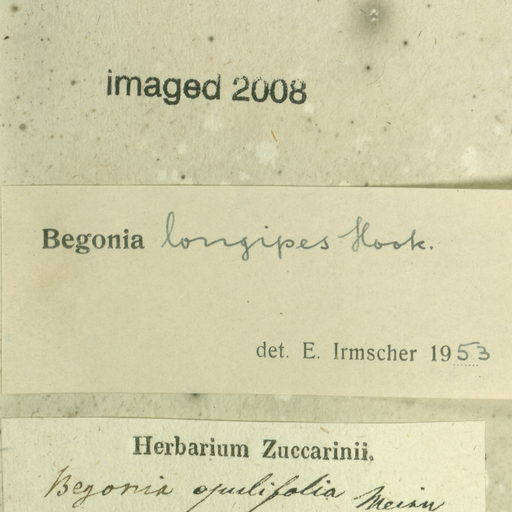 imaged 2008
Begonia longipes Hook.
det. E. Irmscher 1953
Herbarium Zuccarinii.
Begonia opulifolia